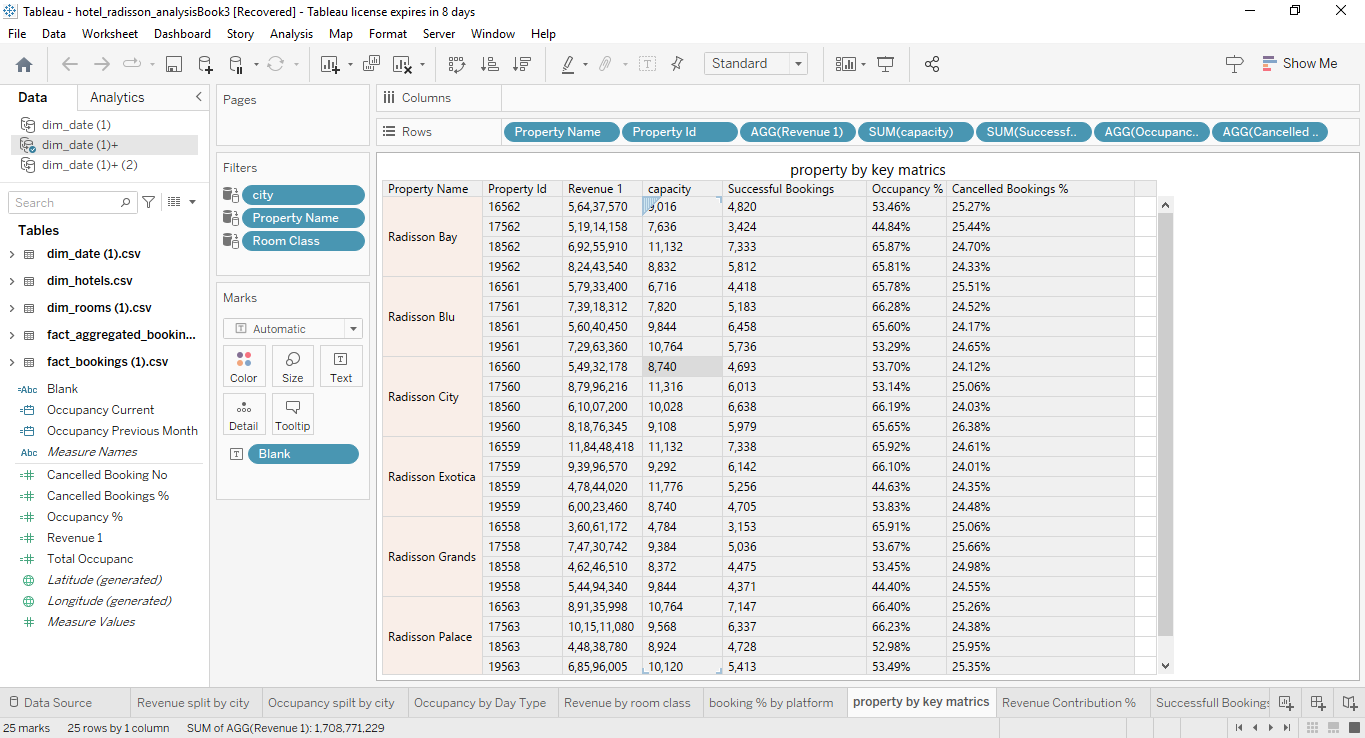 Tableau - hotel_radisson_analysisBook3 [Recovered] - Tableau license expires in 8 days
File Data Worksheet Dashboard Story Analysis Map Format Server Window Help
Standard
Show Me
Data Analytics
dim_date (1)
dim_date (1)+
dim_date (1)+ (2)
Search
Tables
dim_date (1).csv
dim_hotels.csv
dim_rooms (1).csv
fact_aggregated_bookin...
fact_bookings (1).csv
Abc Blank
Occupancy Current
Occupancy Previous Month
Abc Measure Names
Cancelled Booking No
Cancelled Bookings %
Occupancy %
Revenue 1
Total Occupanc
Latitude (generated)
Longitude (generated)
Measure Values
Pages
Filters
city
Property Name
Room Class
Marks
T Automatic
Color Size Text
Detail Tooltip
T Blank
Columns
Rows Property Name Property Id AGG(Revenue 1) SUM(capacity) SUM(Successf.. AGG(Occupanc.. AGG(Cancelled ..
property by key matrics
Property Name Property Id Revenue 1 capacity Successful Bookings Occupancy % Cancelled Bookings %
Radisson Bay 16562 5,64,37,570 9,016 4,820 53.46% 25.27%
17562 5,19,14,158 7,636 3,424 44.84% 25.44%
18562 6,92,55,910 11,132 7,333 65.87% 24.70%
19562 8,24,43,540 8,832 5,812 65.81% 24.33%
Radisson Blu 16561 5,79,33,400 6,716 4,418 65.78% 25.51%
17561 7,39,18,312 7,820 5,183 66.28% 24.52%
18561 5,60,40,450 9,844 6,458 65.60% 24.17%
19561 7,29,63,360 10,764 5,736 53.29% 24.65%
Radisson City 16560 5,49,32,178 8,740 4,693 53.70% 24.12%
17560 8,79,96,216 11,316 6,013 53.14% 25.06%
18560 6,10,07,200 10,028 6,638 66.19% 24.03%
19560 8,18,76,345 9,108 5,979 65.65% 26.38%
Radisson Exotica 16559 11,84,48,418 11,132 7,338 65.92% 24.61%
17559 9,39,96,570 9,292 6,142 66.10% 24.01%
18559 4,78,44,020 11,776 5,256 44.63% 24.35%
19559 6,00,23,460 8,740 4,705 53.83% 24.48%
Radisson Grands 16558 3,60,61,172 4,784 3,153 65.91% 25.06%
17558 7,47,30,742 9,384 5,036 53.67% 25.66%
18558 4,62,46,510 8,372 4,475 53.45% 24.98%
19558 5,44,94,340 9,844 4,371 44.40% 24.55%
Radisson Palace 16563 8,91,35,998 10,764 7,147 66.40% 25.26%
17563 10,15,11,080 9,568 6,337 66.23% 24.38%
18563 4,48,38,780 8,924 4,728 52.98% 25.95%
19563 6,85,96,005 10,120 5,413 53.49% 25.35%
Data Source Revenue split by city Occupancy spilt by city Occupancy by Day Type Revenue by room class booking % by platform property by key matrics Revenue Contribution % Successfull Bookings
25 marks 25 rows by 1 column SUM of AGG(Revenue 1): 1,708,771,229